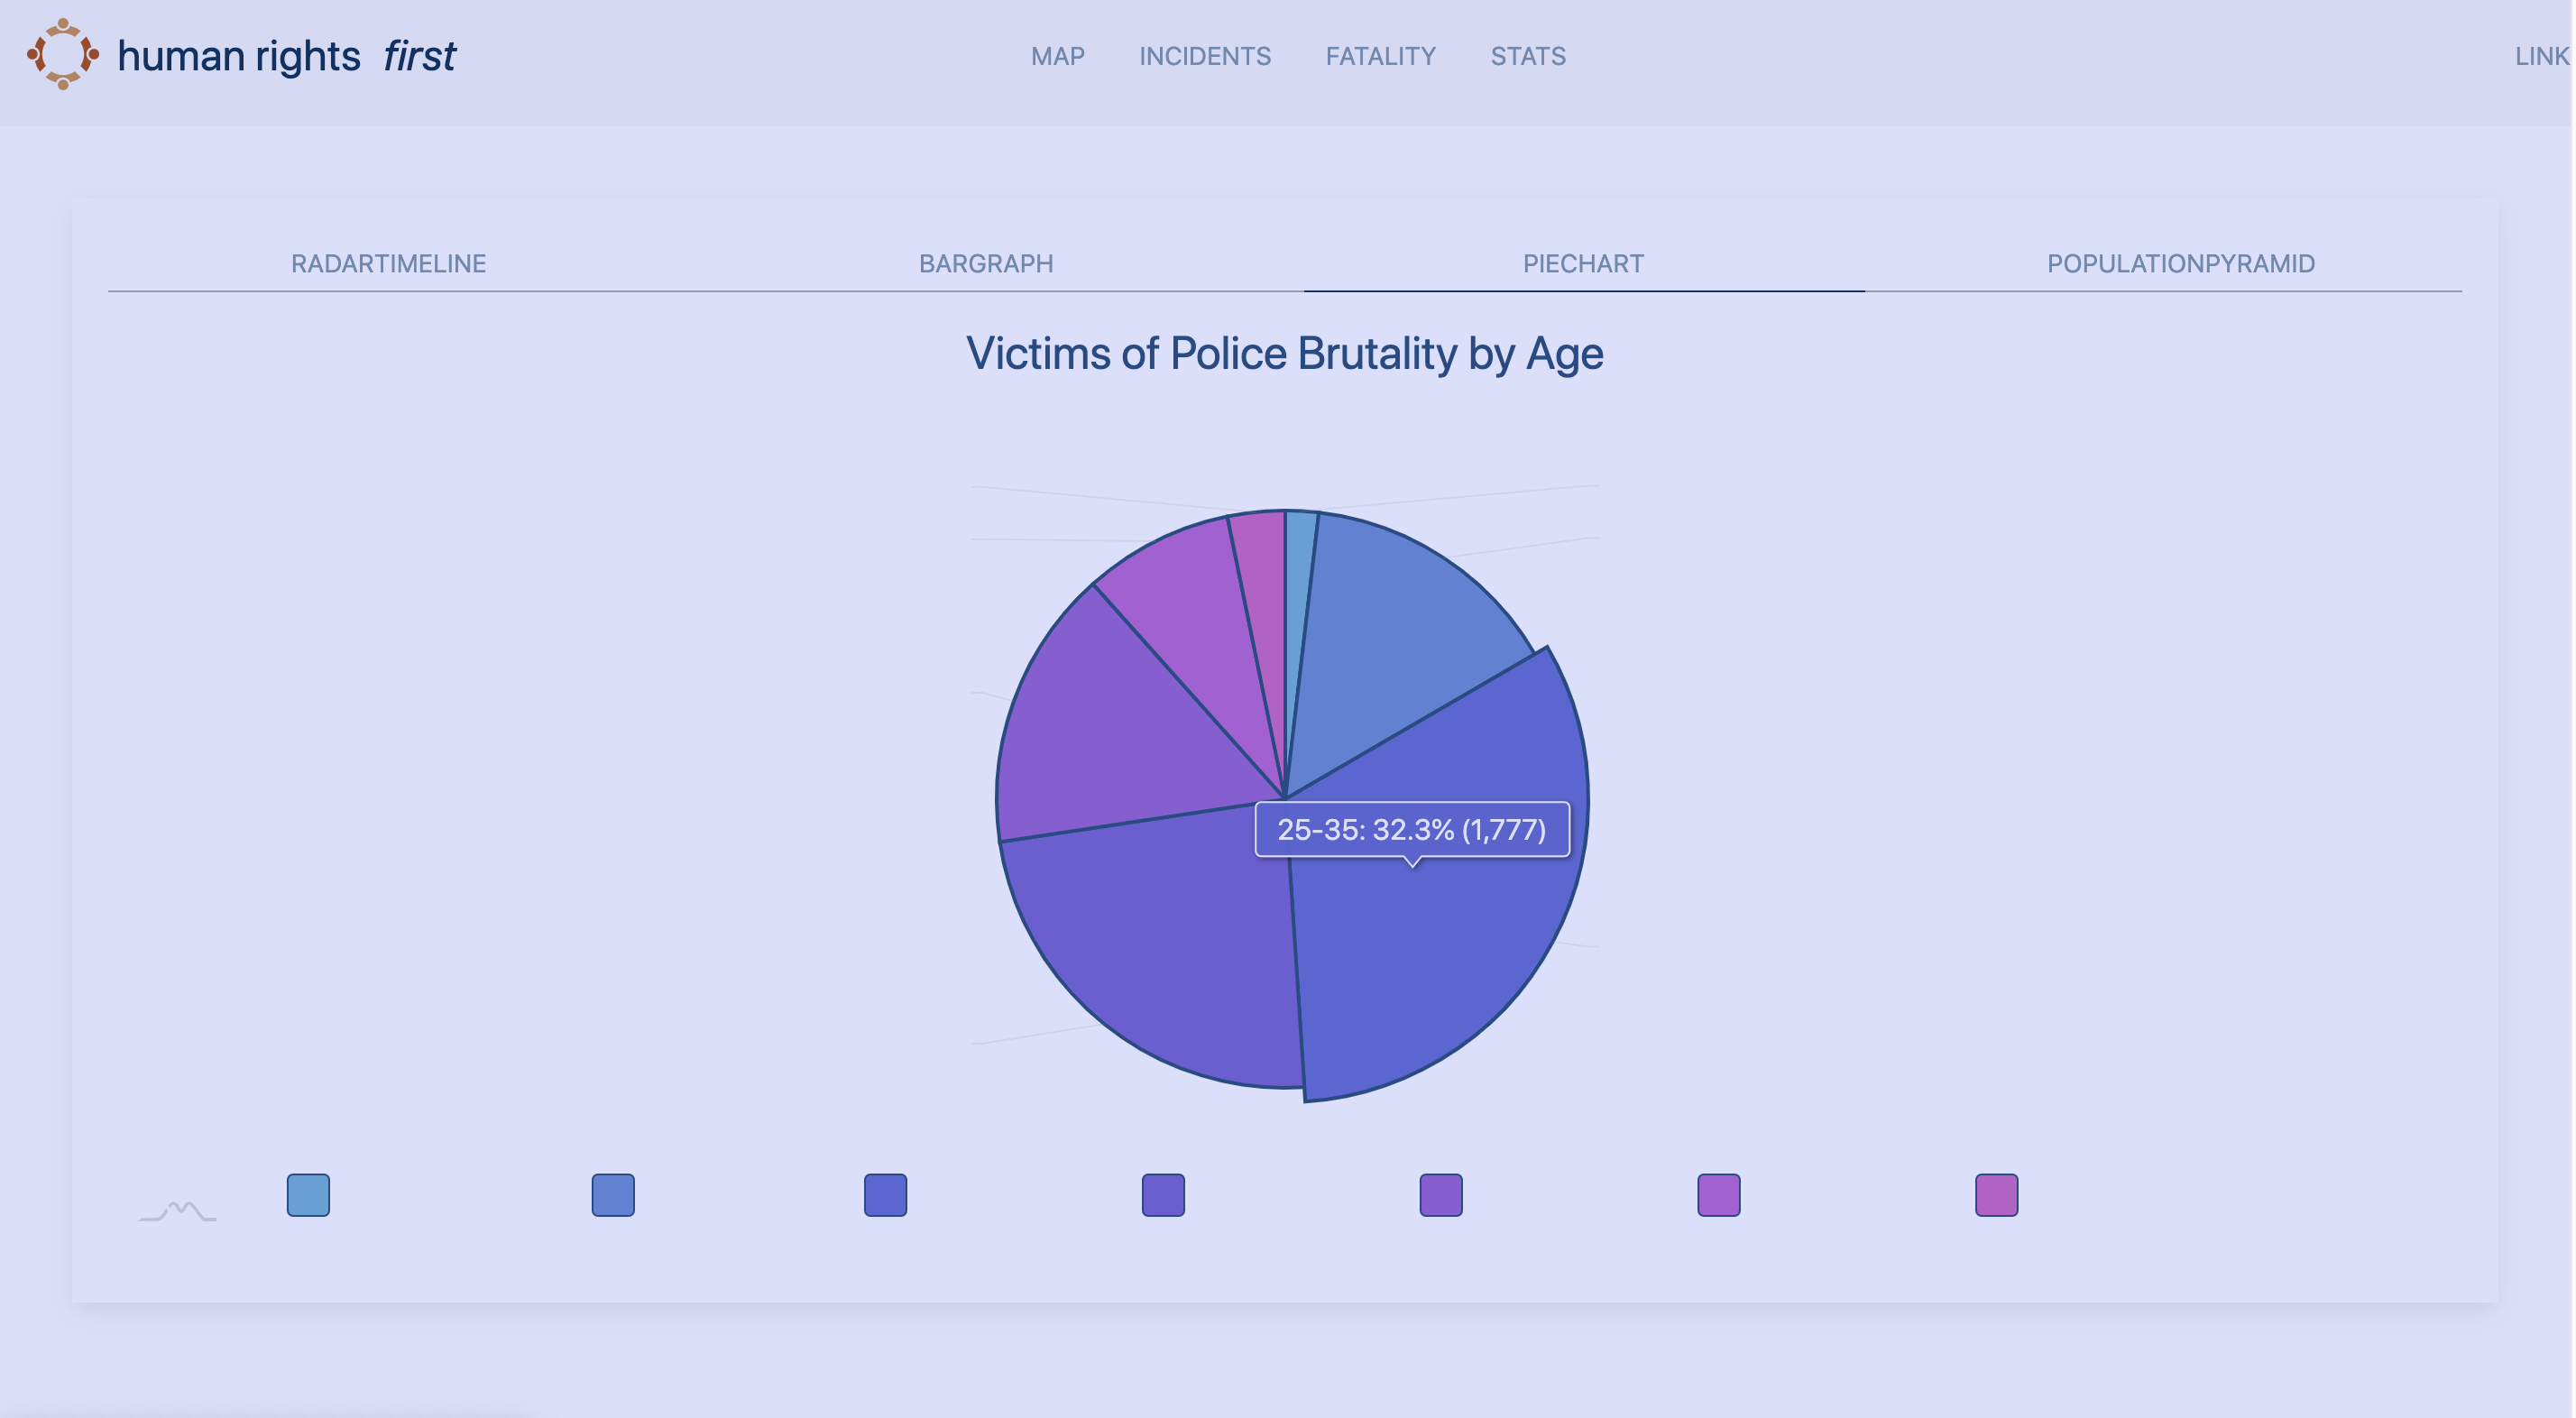 human rights first
MAP INCIDENTS FATALITY STATS
LINK
RADARTIMELINE BARGRAPH PIECHART POPULATIONPYRAMID
Victims of Police Brutality by Age
25-35: 32.3% (1,777)